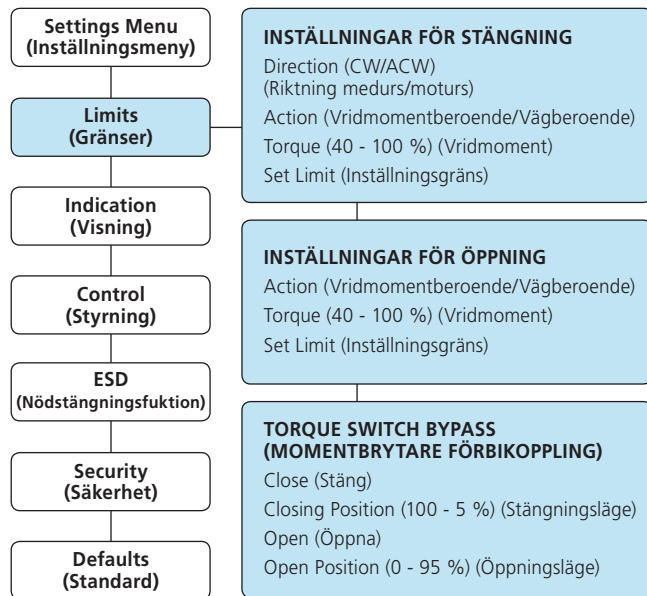 Settings Menu
(Inställningsmeny)
Limits
(Gränser)
Indication
(Visning)
Control
(Styrning)
ESD
(Nödstängningsfuktion)
Security
(Säkerhet)
Defaults
(Standard)
INSTÄLLNINGAR FÖR STÄNGNING
Direction (CW/ACW)
(Riktning medurs/moturs)
Action (Vridmomentberoende/Vägberoende)
Torque (40 - 100 %) (Vridmoment)
Set Limit (Inställningsgräns)
INSTÄLLNINGAR FÖR ÖPPNING
Action (Vridmomentberoende/Vägberoende)
Torque (40 - 100 %) (Vridmoment)
Set Limit (Inställningsgräns)
TORQUE SWITCH BYPASS
(MOMENTBRYTARE FÖRBIKOPPLING)
Close (Stäng)
Closing Position (100 - 5 %) (Stängningsläge)
Open (Öppna)
Open Position (0 - 95 %) (Öppningsläge)